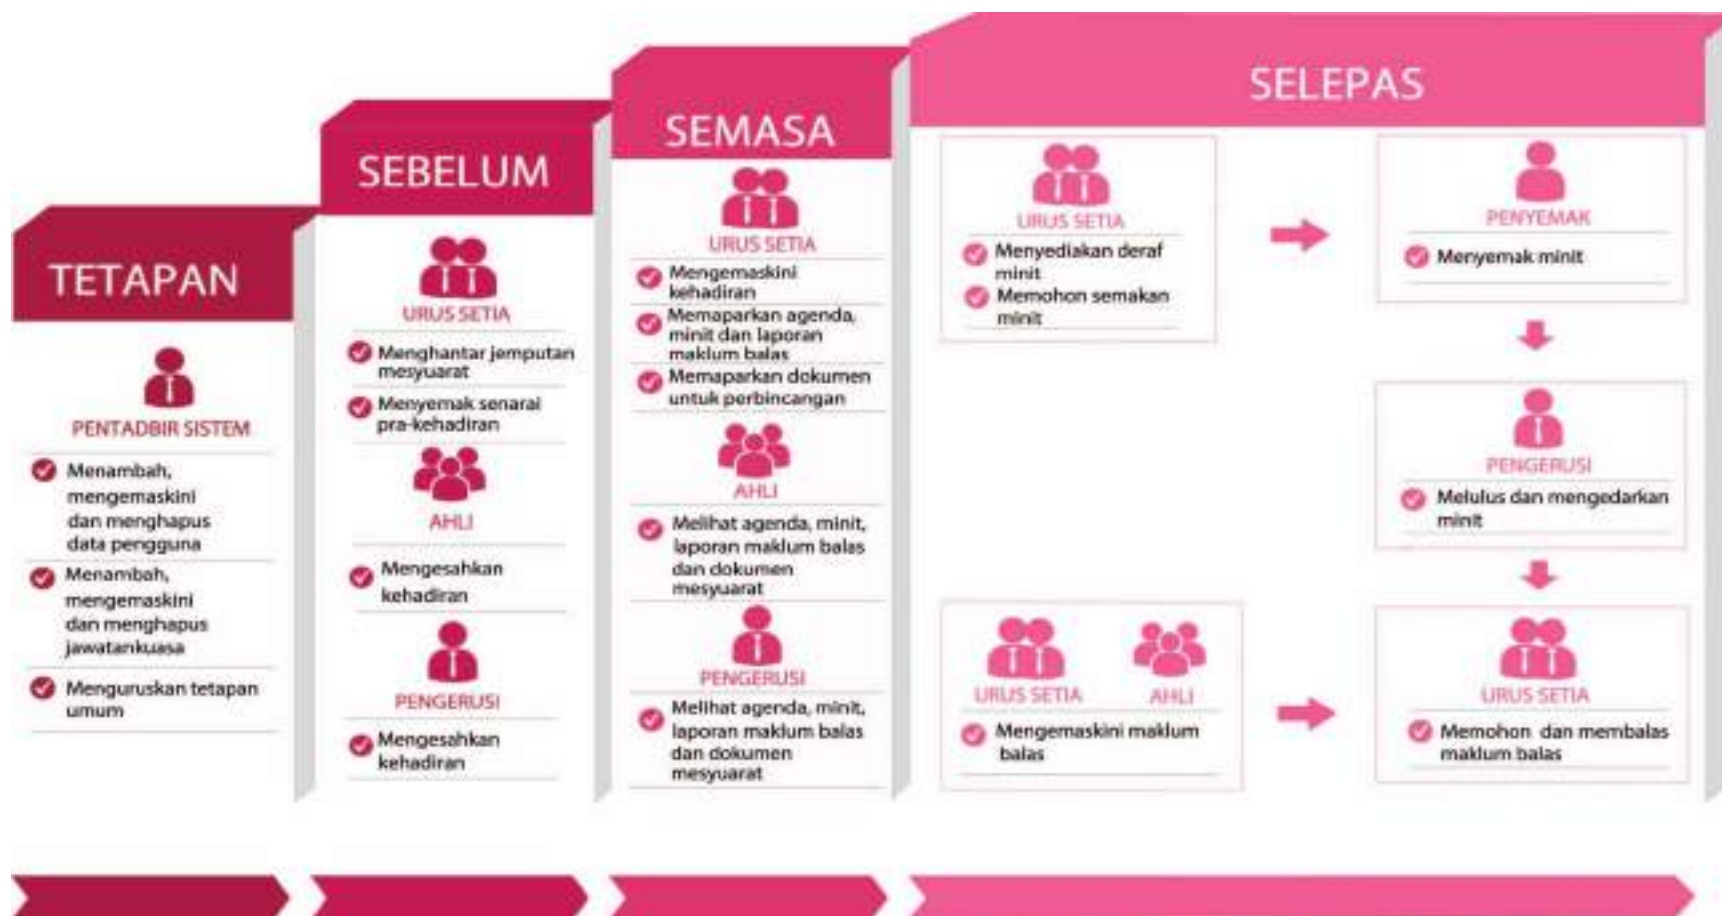 TETAPAN
PENTADBIR SISTEM
Menambah,
mengemaskini
dan menghapus
data pengguna
Menambah,
mengemaskini
dan menghapus
jawatankuasa
Menguruskan tetapan
umum
SEBELUM
URUS SETIA
Menghantar jemputan
mesyuarat
Menyemak senarai
pra-kehadiran
AHLI
Mengesahkan
kehadiran
PENGERUSI
Mengesahkan
kehadiran
SEMASA
URUS SETIA
Mengemaskini
kehadiran
Memaparkan agenda,
minit dan laporan
maklum balas
Memaparkan dokumen
untuk perbincangan
AHLI
Melihat agenda, minit,
laporan maklum balas
dan dokumen
mesyuarat
PENGERUSI
Melihat agenda, minit,
laporan maklum balas
dan dokumen
mesyuarat
SELEPAS
URUS SETIA
Menyediakan deraf
minit
Memohon semakan
minit
PENYEMAK
Menyemak minit
PENGERUSI
Melulus dan mengedarkan
minit
URUS SETIA
AHLI
Mengemaskini maklum
balas
URUS SETIA
Memohon dan membalas
maklum balas